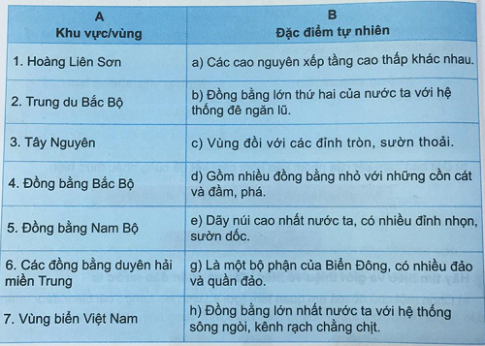 A
Khu vực/vùng
B
Đặc điểm tự nhiên
1. Hoàng Liên Sơn
a) Các cao nguyên xếp tầng cao thấp khác nhau.
2. Trung du Bắc Bộ
b) Đồng bằng lớn thứ hai của nước ta với hệ
thống đê ngăn lũ.
3. Tây Nguyên
c) Vùng đồi với các đỉnh tròn, sườn thoải.
4. Đồng bằng Bắc Bộ
d) Gồm nhiều đồng bằng nhỏ với những cồn cát
và đầm, phá.
5. Đồng bằng Nam Bộ
e) Dãy núi cao nhất nước ta, có nhiều đỉnh nhọn,
sườn dốc.
6. Các đồng bằng duyên hải
miền Trung
g) Là một bộ phận của Biển Đông, có nhiều đảo
và quần đảo.
7. Vùng biển Việt Nam
h) Đồng bằng lớn nhất nước ta với hệ thống
sông ngòi, kênh rạch chằng chịt.